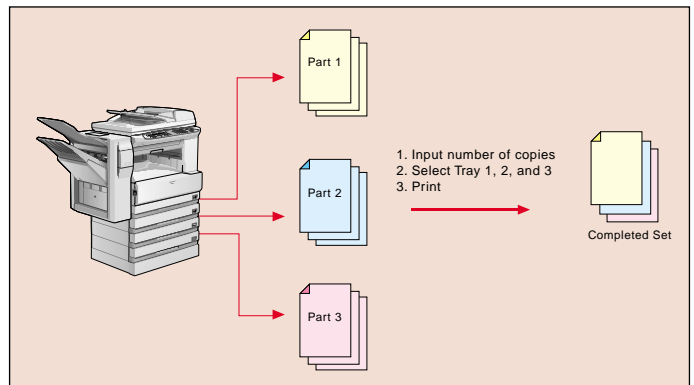 Part 1
Part 2
Part 3
1. Input number of copies
2. Select Tray 1, 2, and 3
3. Print
Completed Set